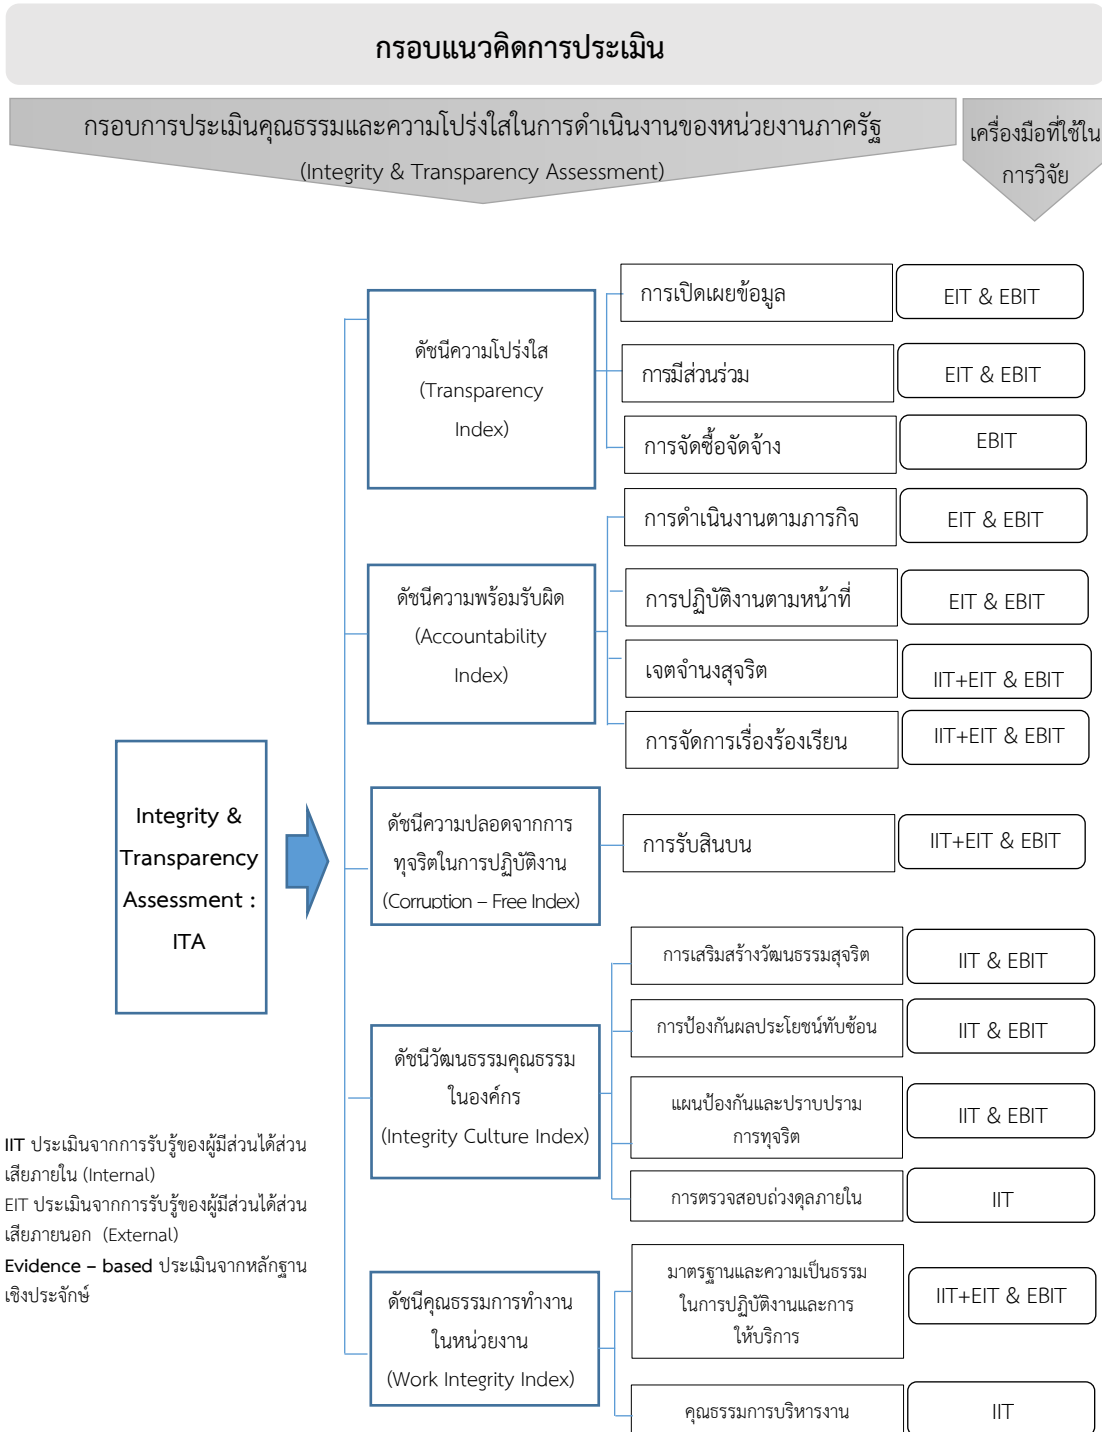 กรอบแนวคิดการประเมิน
กรอบการประเมินคุณธรรมและความโปร่งใสในการดำเนินงานของหน่วยงานภาครัฐ
(Integrity & Transparency Assessment)
เครื่องมือที่ใช้ใน
การวิจัย
Integrity &
Transparency
Assessment :
ITA
ดัชนีความโปร่งใส
(Transparency
Index)
การเปิดเผยข้อมูล
EIT & EBIT
การมีส่วนร่วม
EIT & EBIT
การจัดซื้อจัดจ้าง
EBIT
ดัชนีความพร้อมรับผิด
(Accountability
Index)
การดำเนินงานตามภารกิจ
EIT & EBIT
การปฏิบัติงานตามหน้าที่
EIT & EBIT
เจตจำนงสุจริต
IIT+EIT & EBIT
การจัดการเรื่องร้องเรียน
IIT+EIT & EBIT
ดัชนีความปลอดจากการ
ทุจริตในการปฏิบัติงาน
(Corruption – Free Index)
การรับสินบน
IIT+EIT & EBIT
ดัชนีวัฒนธรรมคุณธรรม
ในองค์กร
(Integrity Culture Index)
การเสริมสร้างวัฒนธรรมสุจริต
IIT & EBIT
การป้องกันผลประโยชน์ทับซ้อน
IIT & EBIT
แผนป้องกันและปราบปราม
การทุจริต
IIT & EBIT
การตรวจสอบถ่วงดุลภายใน
IIT
ดัชนีคุณธรรมการทำงาน
ในหน่วยงาน
(Work Integrity Index)
มาตรฐานและความเป็นธรรม
ในการปฏิบัติงานและการ
ให้บริการ
IIT+EIT & EBIT
คุณธรรมการบริหารงาน
IIT
IIT ประเมินจากการรับรู้ของผู้มีส่วนได้ส่วน
เสียภายใน (Internal)
EIT ประเมินจากการรับรู้ของผู้มีส่วนได้ส่วน
เสียภายนอก (External)
Evidence – based ประเมินจากหลักฐาน
เชิงประจักษ์